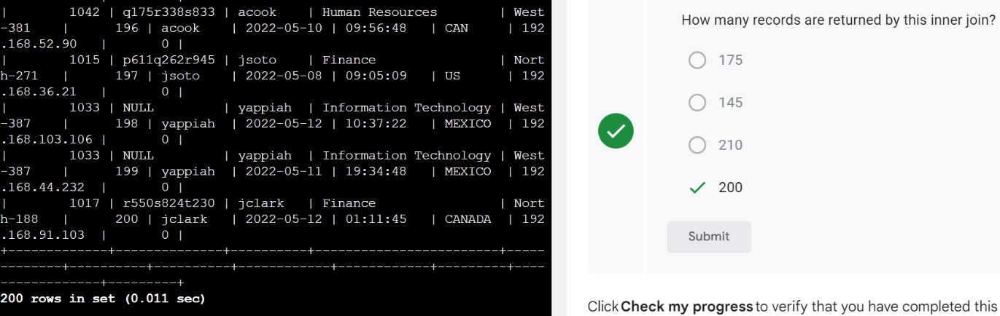 |        1042 | q175r338s833 | acook    | Human Resources        | West
-381    |      196 | acook    | 2022-05-10 | 09:56:48   | CAN     | 192
.168.52.90   |       0 |
|        1015 | p611q262r945 | jsoto    | Finance                | Nort
h-271   |      197 | jsoto    | 2022-05-08 | 09:05:09   | US      | 192
.168.36.21   |       0 |
|        1033 | NULL         | yappiah  | Information Technology | West
-387    |      198 | yappiah  | 2022-05-12 | 10:37:22   | MEXICO  | 192
.168.103.106 |       0 |
|        1033 | NULL         | yappiah  | Information Technology | West
-387    |      199 | yappiah  | 2022-05-11 | 19:34:48   | MEXICO  | 192
.168.44.232  |       0 |
|        1017 | r550s824t230 | jclark   | Finance                | Nort
h-188   |      200 | jclark   | 2022-05-12 | 01:11:45   | CANADA  | 192
.168.91.103  |       0 |
+-------------+--------------+----------+------------------------+-----
--------+----------+----------+------------+------------+---------+----
-------------+---------+
200 rows in set (0.011 sec)
How many records are returned by this inner join?
175
145
210
200
Submit
Click Check my progress to verify that you have completed this